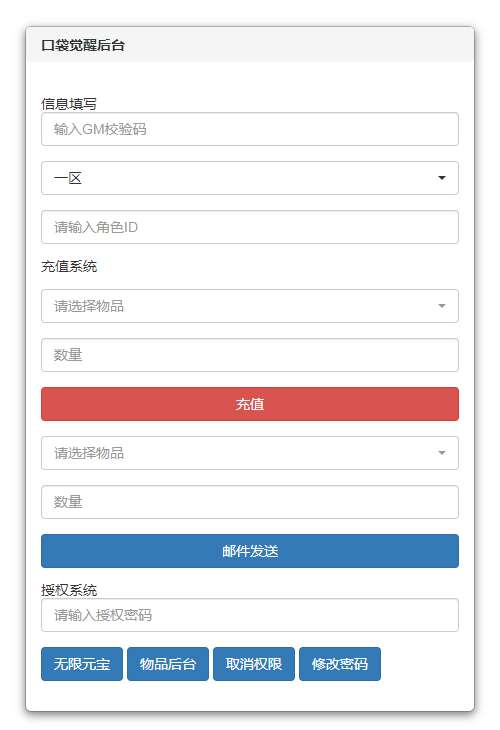 口袋觉醒后台
信息填写
输入GM校验码
一区
请输入角色ID
充值系统
请选择物品
数量
充值
请选择物品
数量
邮件发送
授权系统
请输入授权密码
无限元宝 物品后台 取消权限 修改密码